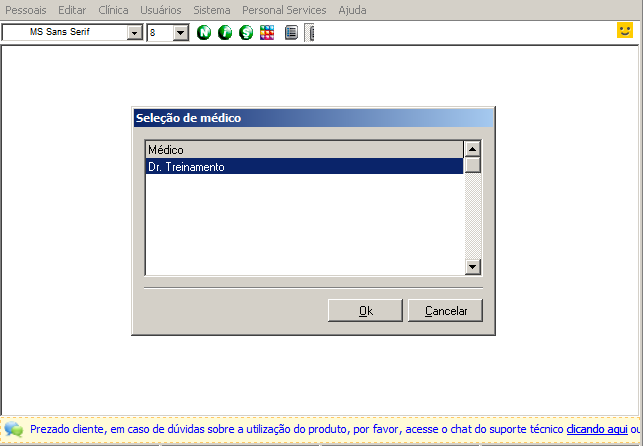 Pessoais Editar Clínica Usuários Sistema Personal Services Ajuda
MS Sans Serif 8 N I S
Seleção de médico
Médico
Dr. Treinamento
Ok Cancelar
Prezado cliente, em caso de dúvidas sobre a utilização do produto, por favor, acesse o chat do suporte técnico clicando aqui ou